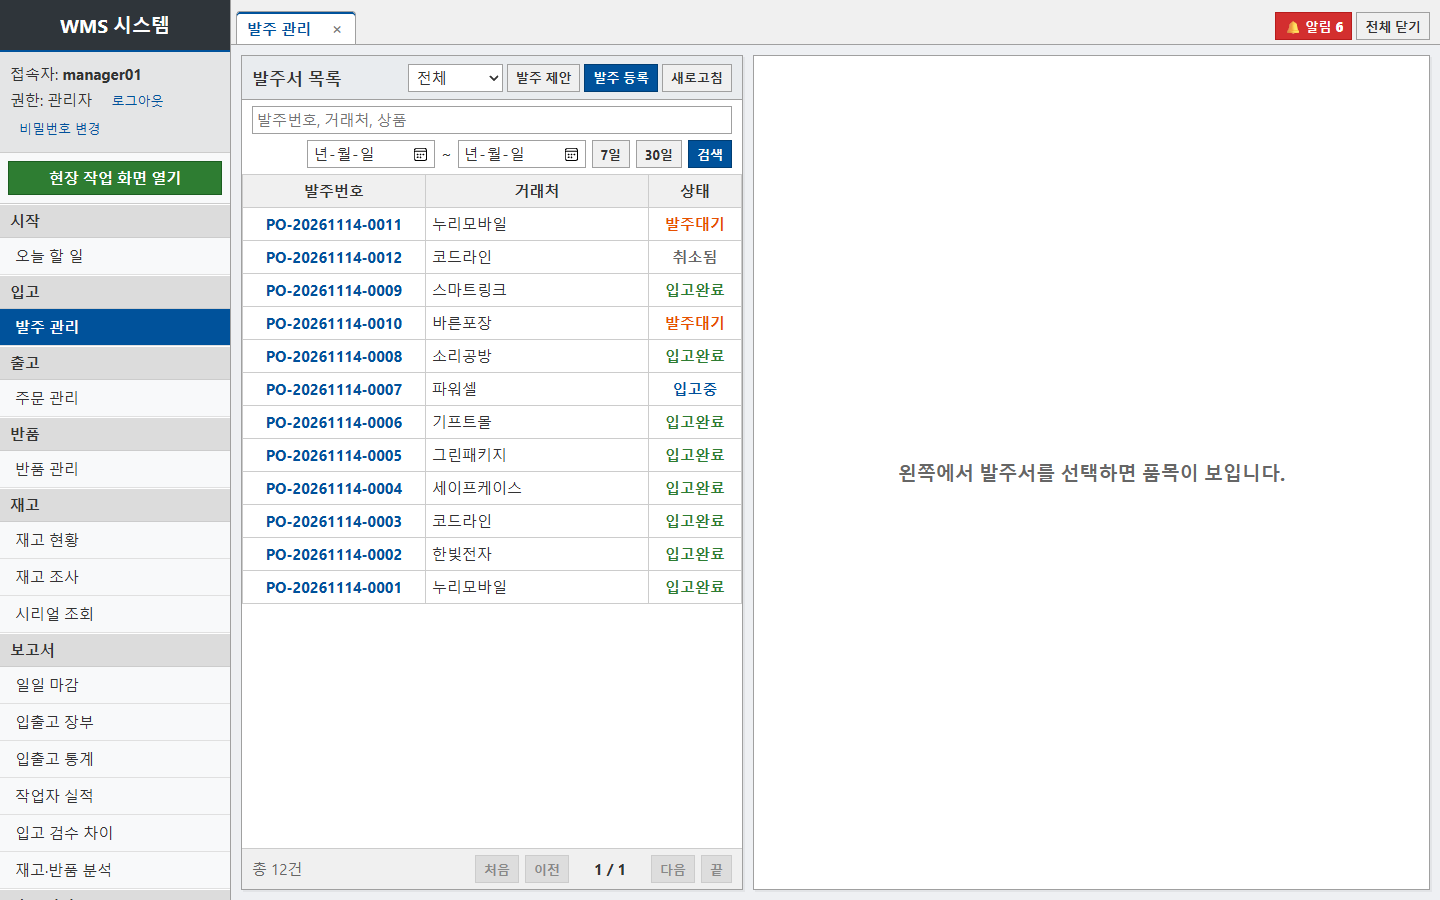 WMS 시스템
접속자: manager01
권한: 관리자 로그아웃
비밀번호 변경
현장 작업 화면 열기
시작
오늘 할 일
입고
발주 관리
출고
주문 관리
반품
반품 관리
재고
재고 현황
재고 조사
시리얼 조회
보고서
일일 마감
입출고 장부
입출고 통계
작업자 실적
입고 검수 차이
재고·반품 분석
발주 관리 ×
알림 6 전체 닫기
발주서 목록 전체 발주 제안 발주 등록 새로고침
발주번호, 거래처, 상품
년-월-일 ~ 년-월-일 7일 30일 검색
발주번호 거래처 상태
PO-20261114-0011 누리모바일 발주대기
PO-20261114-0012 코드라인 취소됨
PO-20261114-0009 스마트링크 입고완료
PO-20261114-0010 바른포장 발주대기
PO-20261114-0008 소리공방 입고완료
PO-20261114-0007 파워셀 입고중
PO-20261114-0006 기프트몰 입고완료
PO-20261114-0005 그린패키지 입고완료
PO-20261114-0004 세이프케이스 입고완료
PO-20261114-0003 코드라인 입고완료
PO-20261114-0002 한빛전자 입고완료
PO-20261114-0001 누리모바일 입고완료
총 12건 처음 이전 1 / 1 다음 끝
왼쪽에서 발주서를 선택하면 품목이 보입니다.